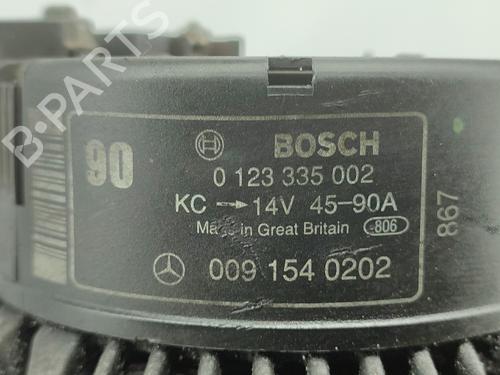 B-PARTS
90
BOSCH
0 123 335 002
KC → 14V 45-90A
Made in Great Britain -806-
009 154 0202
867